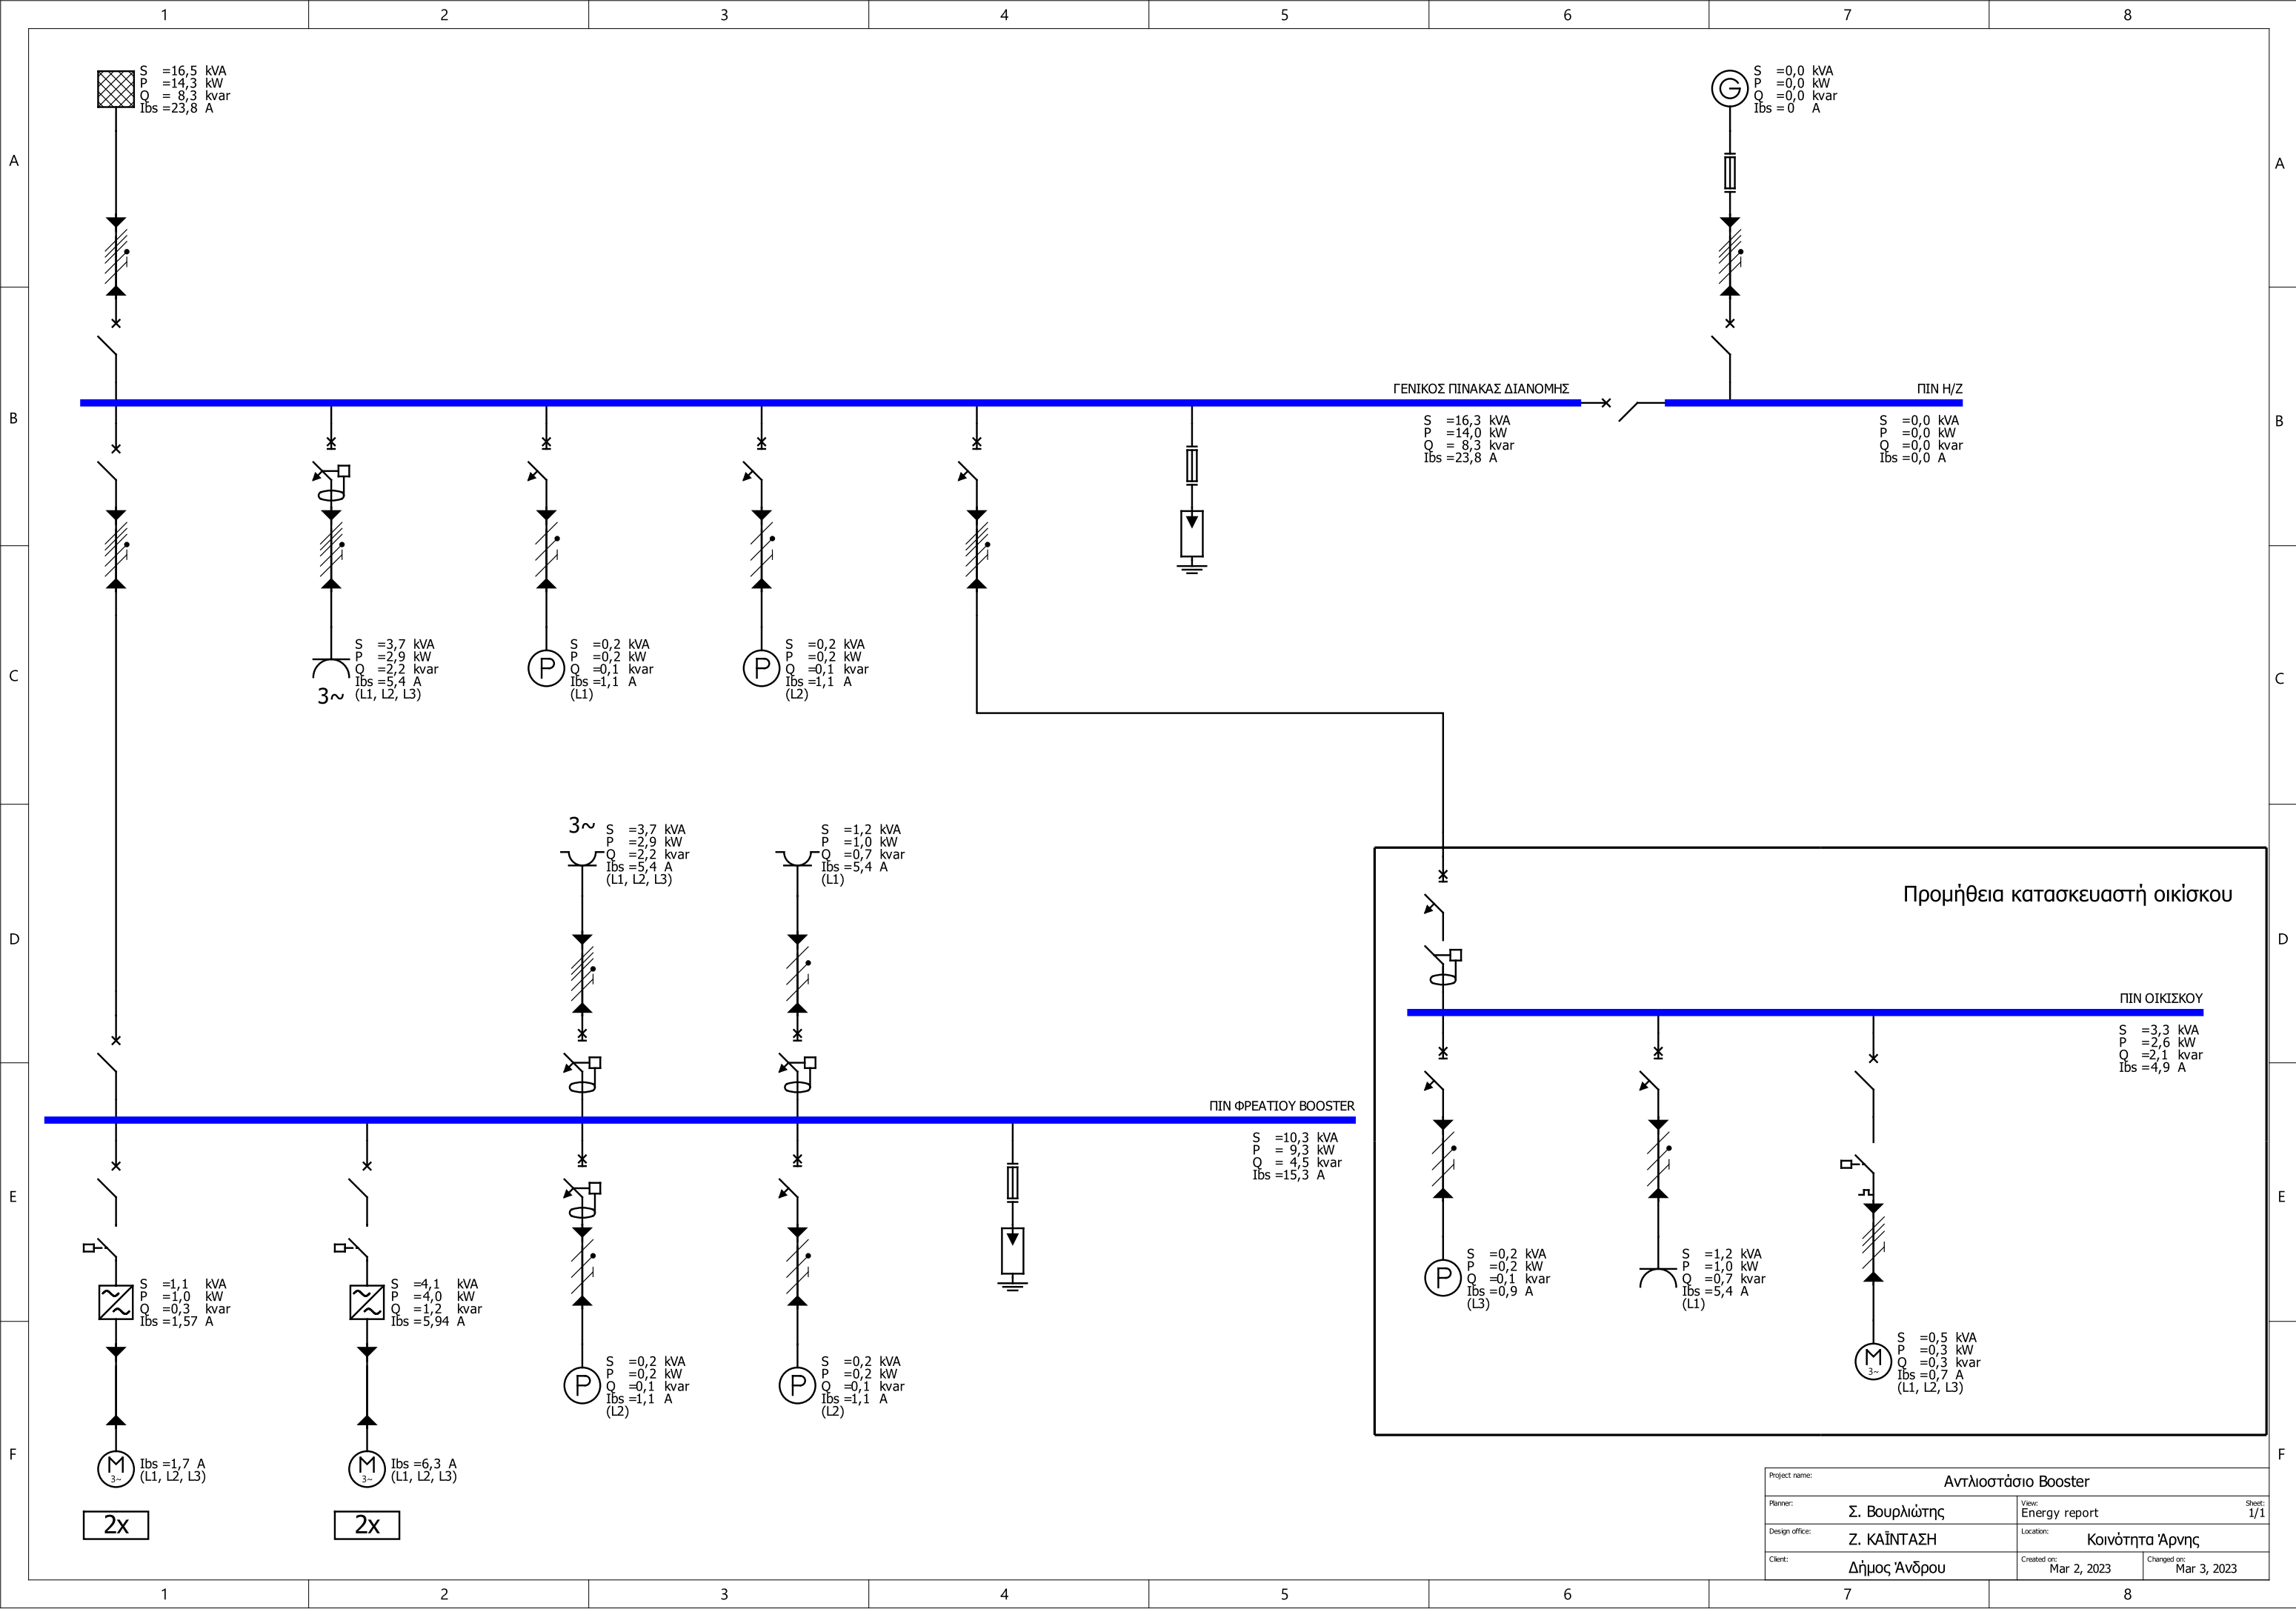 1 2 3 4 5 6 7 8
A
B
C
D
E
F
A
B
C
D
E
F
S =16,5 kVA
P =14,3 kW
Q = 8,3 kvar
Ibs =23,8 A
G
S =0,0 kVA
P =0,0 kW
Q =0,0 kvar
Ibs = 0 A
ΓΕΝΙΚΟΣ ΠΙΝΑΚΑΣ ΔΙΑΝΟΜΗΣ
S =16,3 kVA
P =14,0 kW
Q = 8,3 kvar
Ibs =23,8 A
ΠΙΝ Η/Ζ
S =0,0 kVA
P =0,0 kW
Q =0,0 kvar
Ibs =0,0 A
3~
S =3,7 kVA
P =2,9 kW
Q =2,2 kvar
Ibs =5,4 A
(L1, L2, L3)
P
S =0,2 kVA
P =0,2 kW
Q =0,1 kvar
Ibs =1,1 A
(L1)
P
S =0,2 kVA
P =0,2 kW
Q =0,1 kvar
Ibs =1,1 A
(L2)
3~
S =3,7 kVA
P =2,9 kW
Q =2,2 kvar
Ibs =5,4 A
(L1, L2, L3)
S =1,2 kVA
P =1,0 kW
Q =0,7 kvar
Ibs =5,4 A
(L1)
Προμήθεια κατασκευαστή οικίσκου
ΠΙΝ ΟΙΚΙΣΚΟΥ
S =3,3 kVA
P =2,6 kW
Q =2,1 kvar
Ibs =4,9 A
ΠΙΝ ΦΡΕΑΤΙΟΥ BOOSTER
S =10,3 kVA
P = 9,3 kW
Q = 4,5 kvar
Ibs =15,3 A
S =1,1 kVA
P =1,0 kW
Q =0,3 kvar
Ibs =1,57 A
S =4,1 kVA
P =4,0 kW
Q =1,2 kvar
Ibs =5,94 A
P
S =0,2 kVA
P =0,2 kW
Q =0,1 kvar
Ibs =1,1 A
(L2)
P
S =0,2 kVA
P =0,2 kW
Q =0,1 kvar
Ibs =1,1 A
(L2)
P
S =0,2 kVA
P =0,2 kW
Q =0,1 kvar
Ibs =0,9 A
(L3)
S =1,2 kVA
P =1,0 kW
Q =0,7 kvar
Ibs =5,4 A
(L1)
M
3~
S =0,5 kVA
P =0,3 kW
Q =0,3 kvar
Ibs =0,7 A
(L1, L2, L3)
M
3~
Ibs =1,7 A
(L1, L2, L3)
2x
M
3~
Ibs =6,3 A
(L1, L2, L3)
2x
Project name: Αντλιοστάσιο Booster
Planner: Σ. Βουρλιώτης
View: Energy report
Sheet: 1/1
Design office: Ζ. ΚΑΪΝΤΑΣΗ
Location: Κοινότητα Άρνης
Client: Δήμος Άνδρου
Created on: Mar 2, 2023
Changed on: Mar 3, 2023
1 2 3 4 5 6 7 8